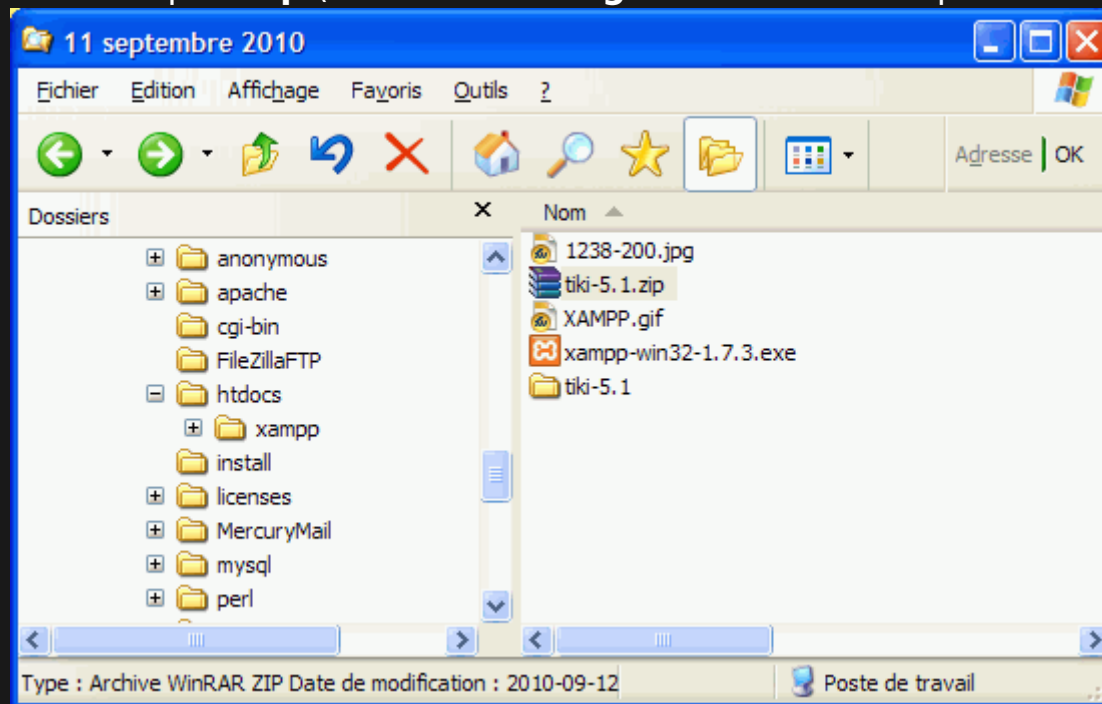 11 septembre 2010
Fichier Edition Affichage Favoris Outils ?
Adresse OK
Dossiers
anonymous
apache
cgi-bin
FileZillaFTP
htdocs
xampp
install
licenses
MercuryMail
mysql
perl
Nom
1238-200.jpg
tiki-5.1.zip
XAMPP.gif
xampp-win32-1.7.3.exe
tiki-5.1
Type : Archive WinRAR ZIP Date de modification : 2010-09-12
Poste de travail